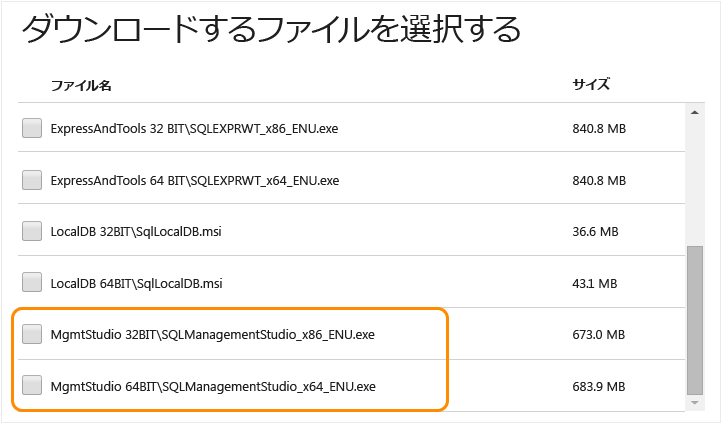 ダウンロードするファイルを選択する
ファイル名 サイズ
ExpressAndTools 32 BIT\SQLEXPRWT_x86_ENU.exe 840.8 MB
ExpressAndTools 64 BIT\SQLEXPRWT_x64_ENU.exe 840.8 MB
LocalDB 32BIT\SqlLocalDB.msi 36.6 MB
LocalDB 64BIT\SqlLocalDB.msi 43.1 MB
MgmtStudio 32BIT\SQLManagementStudio_x86_ENU.exe 673.0 MB
MgmtStudio 64BIT\SQLManagementStudio_x64_ENU.exe 683.9 MB